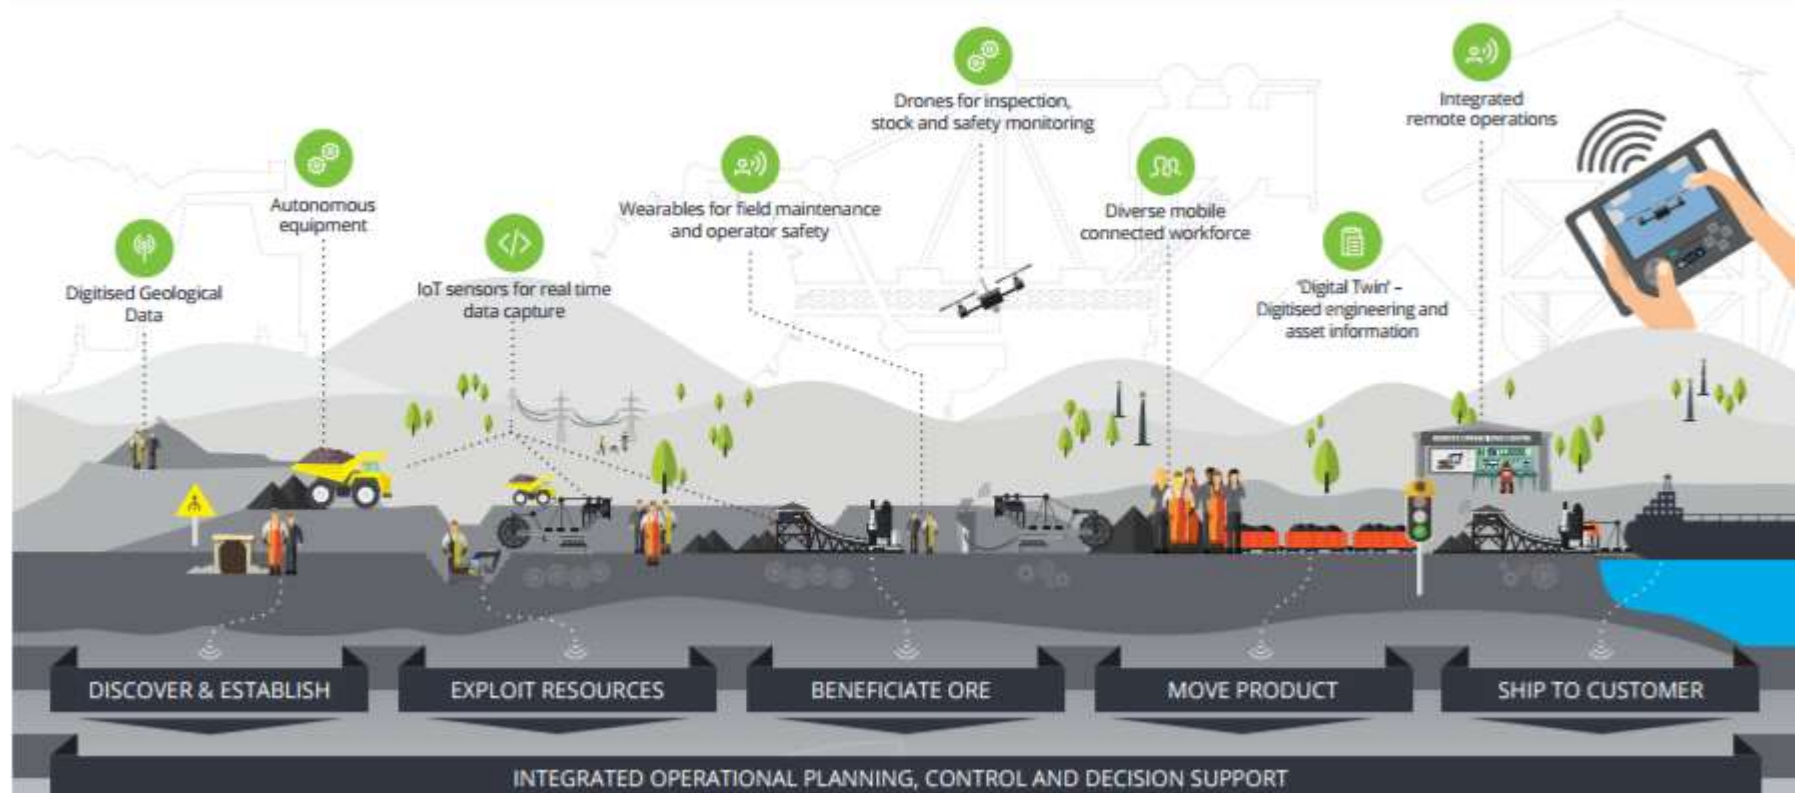 Drones for inspection,
stock and safety monitoring
Integrated
remote operations
Autonomous
equipment
Wearables for field maintenance
and operator safety
Diverse mobile
connected workforce
Digitised Geological
Data
IoT sensors for real time
data capture
'Digital Twin' –
Digitised engineering and
asset information
DISCOVER & ESTABLISH
EXPLOIT RESOURCES
BENEFICIATE ORE
MOVE PRODUCT
SHIP TO CUSTOMER
INTEGRATED OPERATIONAL PLANNING, CONTROL AND DECISION SUPPORT